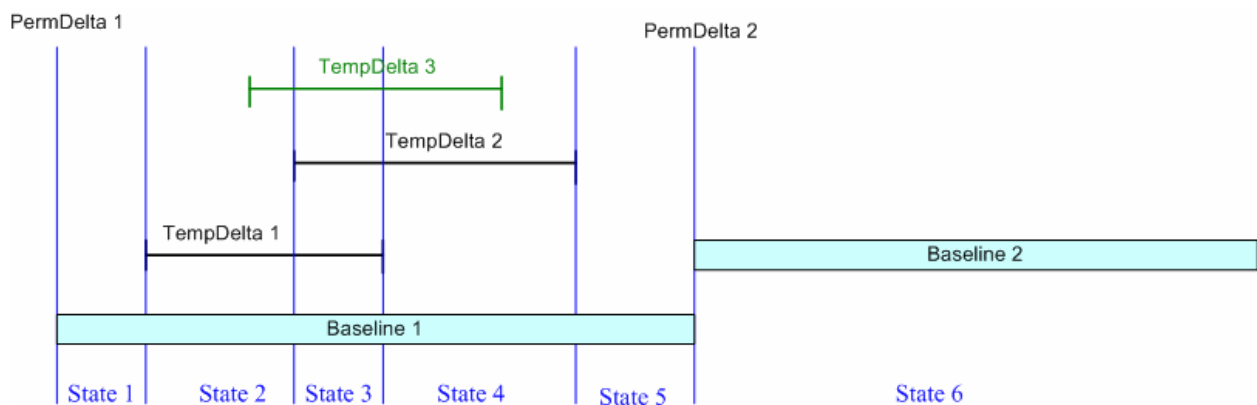 PermDelta 1
PermDelta 2
TempDelta 3
TempDelta 2
TempDelta 1
Baseline 2
Baseline 1
State 1 State 2 State 3 State 4 State 5 State 6